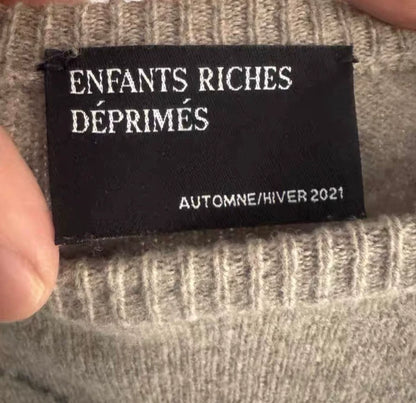 ENFANTS RICHES
DÉPRIMÉS
AUTOMNE/HIVER 2021